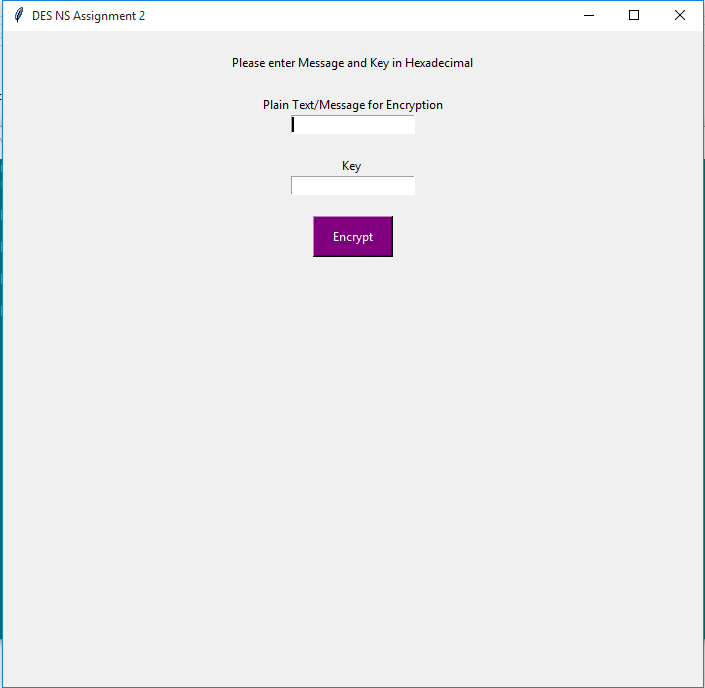 DES NS Assignment 2
Please enter Message and Key in Hexadecimal
Plain Text/Message for Encryption
Key
Encrypt